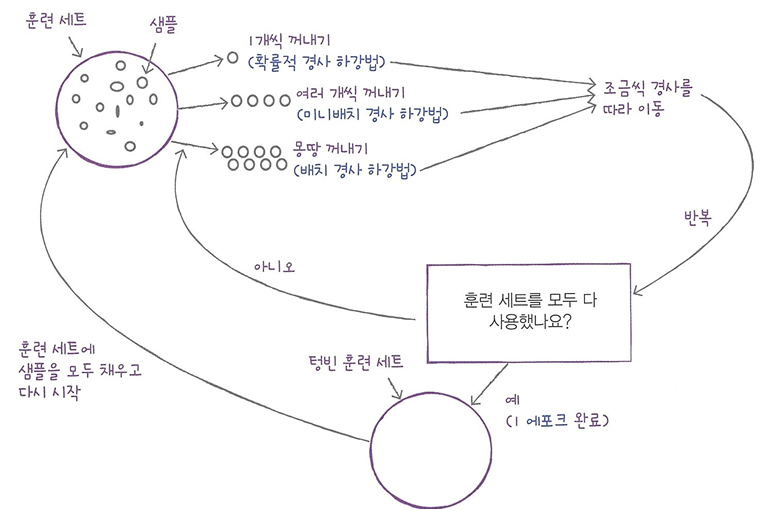 훈련 세트
샘플
1개씩 꺼내기
(확률적 경사 하강법)
여러 개씩 꺼내기
(미니배치 경사 하강법)
몽땅 꺼내기
(배치 경사 하강법)
조금씩 경사를
따라 이동
반복
아니오
훈련 세트를 모두 다
사용했나요?
훈련 세트에
샘플을 모두 채우고
다시 시작
텅빈 훈련 세트
예
(1 에포크 완료)